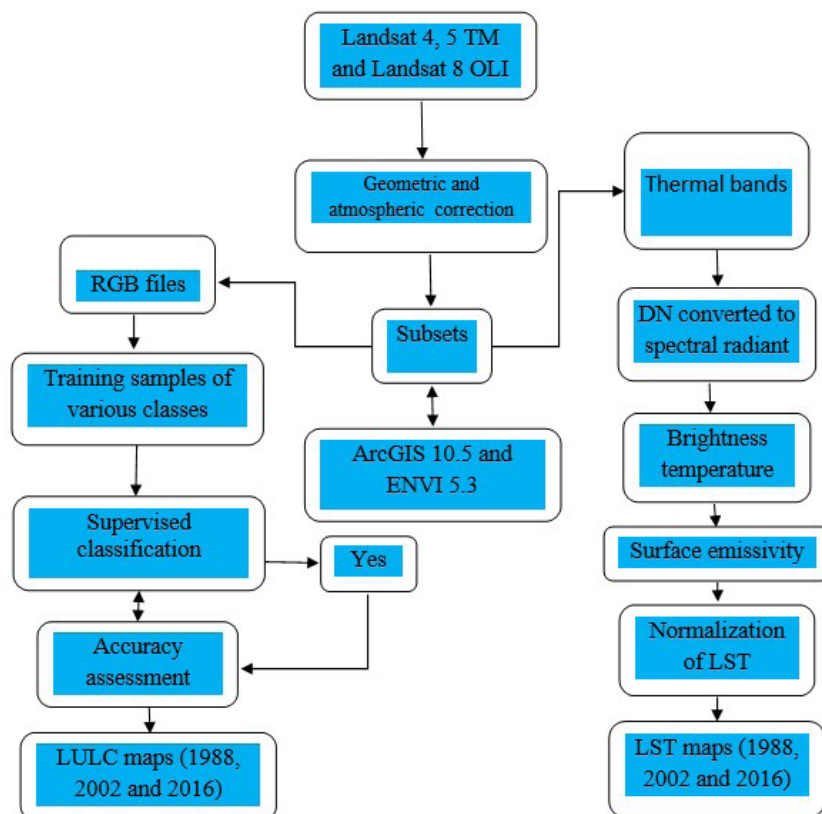 Landsat 4, 5 TM
and Landsat 8 OLI
Geometric and
atmospheric correction
Thermal bands
RGB files
Subsets
DN converted to
spectral radiant
Training samples of
various classes
ArcGIS 10.5 and
ENVI 5.3
Brightness
temperature
Supervised
classification
Yes
Surface emissivity
Accuracy
assessment
Normalization
of LST
LULC maps (1988,
2002 and 2016)
LST maps (1988,
2002 and 2016)